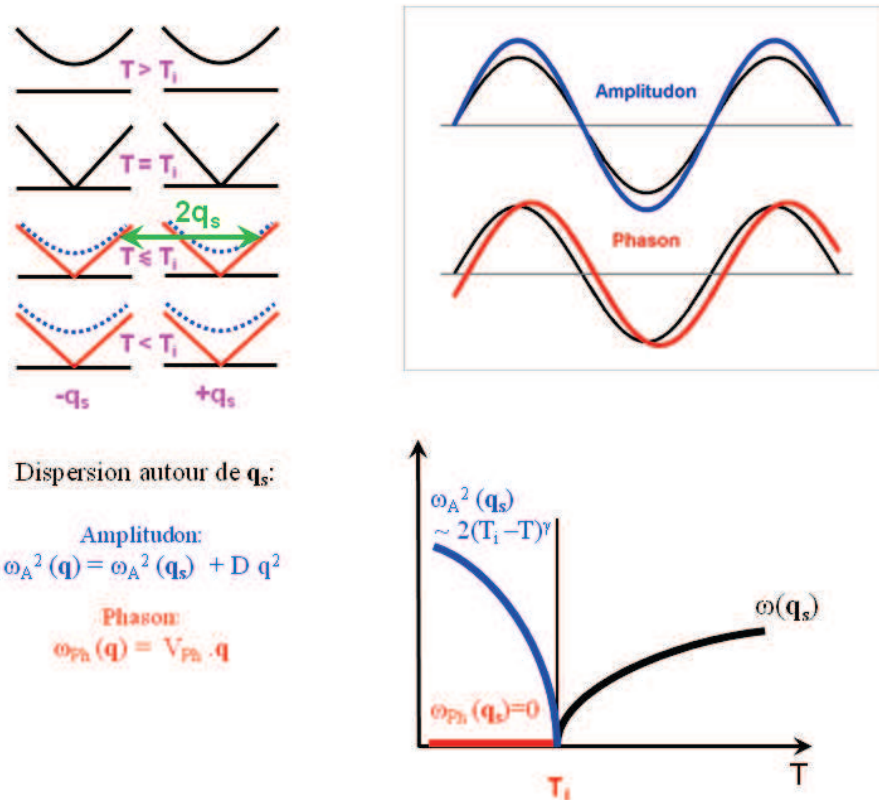 T > Tᵢ
T = Tᵢ
2qₛ
T ⩽ Tᵢ
T < Tᵢ
-qₛ +qₛ
Amplitudon
Phason
Dispersion autour de qₛ:
Amplitudon:
ω_A² (q) = ω_A² (qₛ) + D q²
Phason:
ω_Ph (q) = V_Ph . q
ω_A² (qₛ)
~ 2(Tᵢ –T)^γ
ω(qₛ)
ω_Ph (qₛ)=0
Tᵢ
T